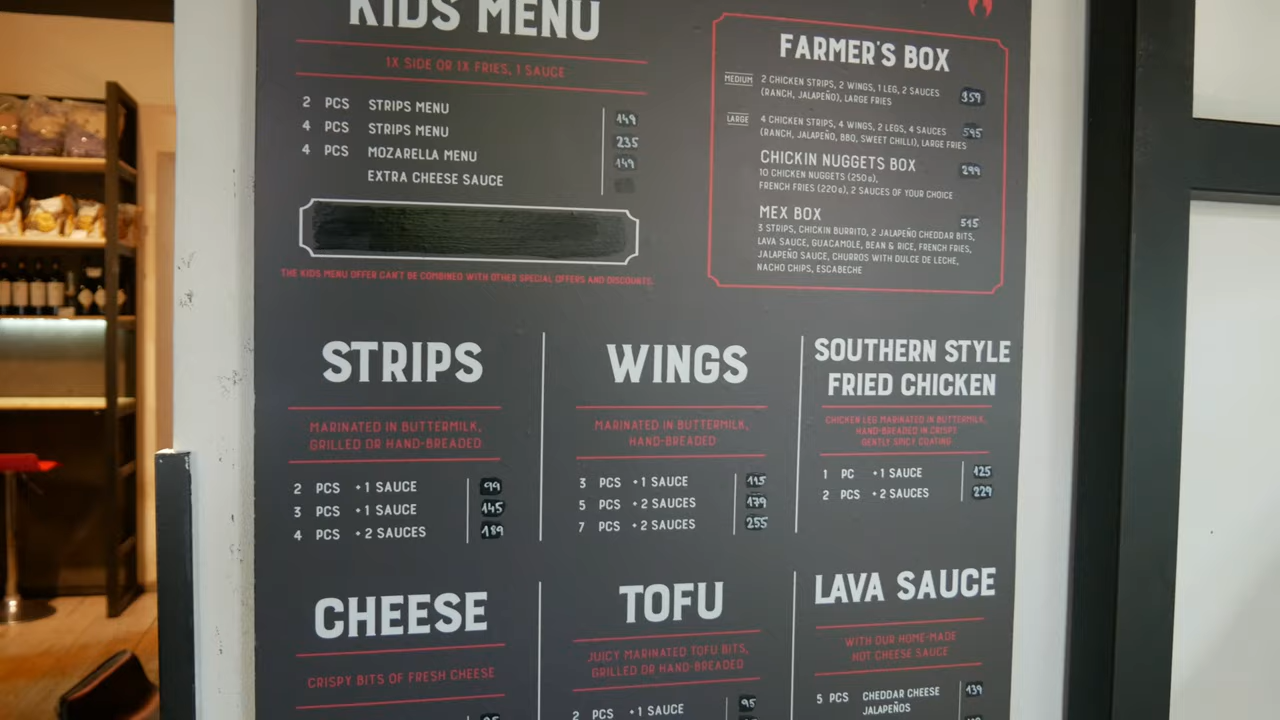 KIDS MENU
1X SIDE OR 1X FRIES, 1 SAUCE
2 PCS STRIPS MENU 149
4 PCS STRIPS MENU 235
4 PCS MOZARELLA MENU 149
EXTRA CHEESE SAUCE
THE KIDS MENU OFFER CAN'T BE COMBINED WITH OTHER SPECIAL OFFERS AND DISCOUNTS.
FARMER'S BOX
MEDIUM 2 CHICKEN STRIPS, 2 WINGS, 1 LEG, 2 SAUCES
(RANCH, JALAPEÑO), LARGE FRIES 359
LARGE 4 CHICKEN STRIPS, 4 WINGS, 2 LEGS, 4 SAUCES
(RANCH, JALAPEÑO, BBQ, SWEET CHILLI), LARGE FRIES 595
CHICKIN NUGGETS BOX 299
10 CHICKEN NUGGETS (250g),
FRENCH FRIES (220g), 2 SAUCES OF YOUR CHOICE
MEX BOX 515
3 STRIPS, CHICKIN BURRITO, 2 JALAPEÑO CHEDDAR BITS,
LAVA SAUCE, GUACAMOLE, BEAN & RICE, FRENCH FRIES,
JALAPEÑO SAUCE, CHURROS WITH DULCE DE LECHE,
NACHO CHIPS, ESCABECHE
STRIPS
MARINATED IN BUTTERMILK,
GRILLED OR HAND-BREADED
2 PCS +1 SAUCE 99
3 PCS +1 SAUCE 145
4 PCS +2 SAUCES 189
WINGS
MARINATED IN BUTTERMILK,
HAND-BREADED
3 PCS +1 SAUCE 115
5 PCS +2 SAUCES 179
7 PCS +2 SAUCES 255
SOUTHERN STYLE
FRIED CHICKEN
CHICKEN LEG MARINATED IN BUTTERMILK,
HAND-BREADED IN CRISPY
GENTLY SPICY COATING
1 PC +1 SAUCE 125
2 PCS +2 SAUCES 229
CHEESE
CRISPY BITS OF FRESH CHEESE
TOFU
JUICY MARINATED TOFU BITS,
GRILLED OR HAND-BREADED
2 PCS +1 SAUCE 95
LAVA SAUCE
WITH OUR HOME-MADE
HOT CHEESE SAUCE
5 PCS CHEDDAR CHEESE 139
JALAPEÑOS